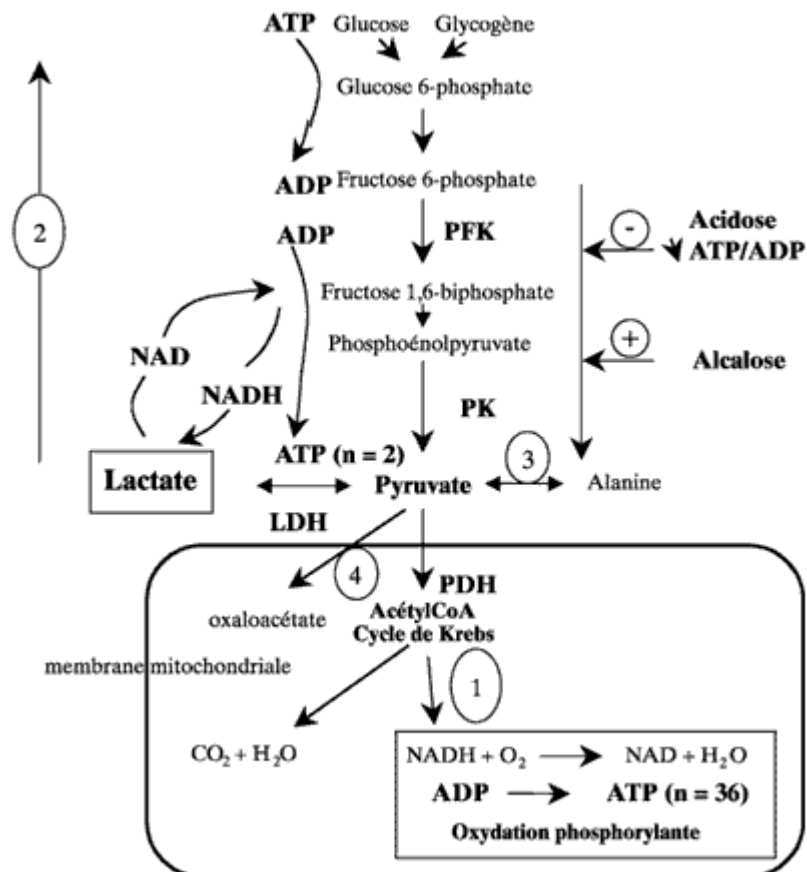 ATP Glucose Glycogène
Glucose 6-phosphate
ADP Fructose 6-phosphate
2
ADP PFK
- Acidose
ATP/ADP
Fructose 1,6-biphosphate
NAD
Phosphoénolpyruvate
+ Alcalose
NADH
PK
ATP (n = 2)
3
Lactate Pyruvate Alanine
LDH
4
PDH
oxaloacétate
AcétylCoA
Cycle de Krebs
membrane mitochondriale
1
CO₂ + H₂O
NADH + O₂ NAD + H₂O
ADP ATP (n = 36)
Oxydation phosphorylante